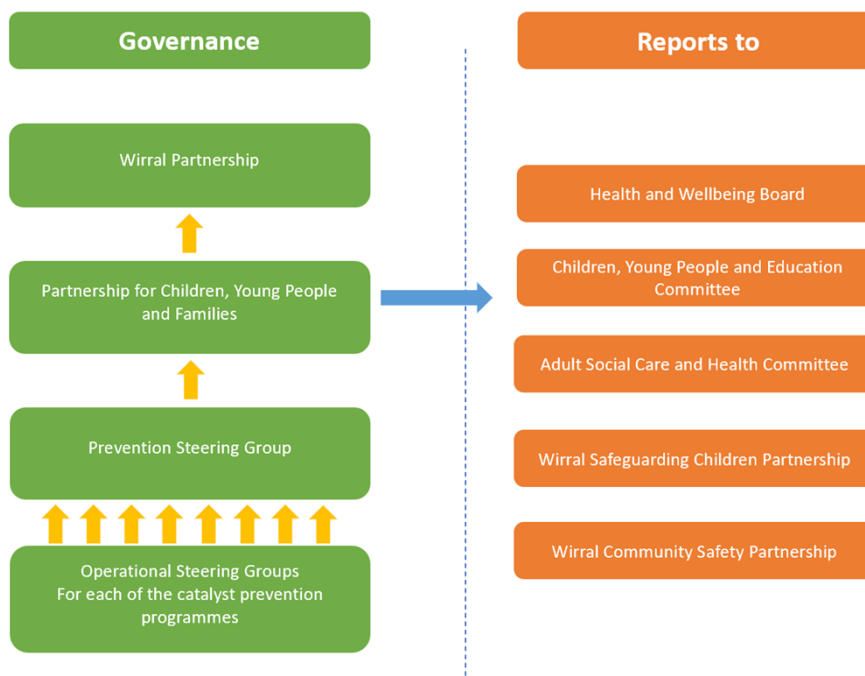 Governance
Wirral Partnership
Partnership for Children, Young People
and Families
Prevention Steering Group
Operational Steering Groups
For each of the catalyst prevention
programmes
Reports to
Health and Wellbeing Board
Children, Young People and Education
Committee
Adult Social Care and Health Committee
Wirral Safeguarding Children Partnership
Wirral Community Safety Partnership